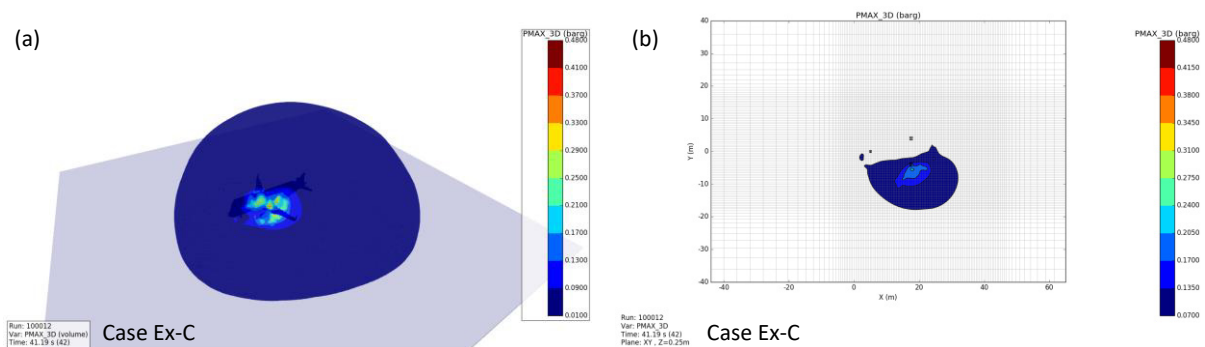 (a)
PMAX_3D (barg)
0.4800
0.4100
0.3700
0.3300
0.2900
0.2500
0.2100
0.1700
0.1300
0.0900
0.0100
Run: 100012
Var: PMAX_3D (volume)
Time: 41.19 s (42)
Case Ex-C
(b)
PMAX_3D (barg)
40
30
20
10
0
-10
-20
-30
-40
Y (m)
-40
-20
0
20
40
60
X (m)
PMAX_3D (barg)
0.4800
0.4150
0.3800
0.3450
0.3100
0.2750
0.2400
0.2050
0.1700
0.1350
0.0700
Run: 100012
Var: PMAX_3D
Time: 41.19 s (42)
Plane: XY , Z=0.25m
Case Ex-C